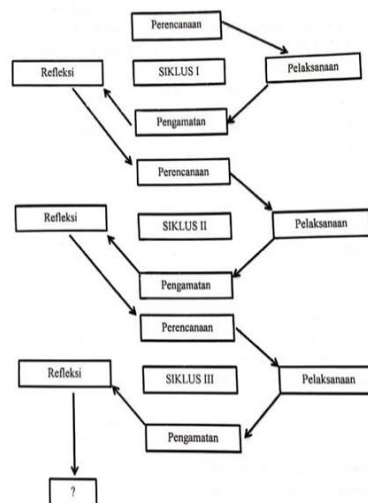 Perencanaan
Refleksi
SIKLUS I
Pelaksanaan
Pengamatan
Perencanaan
Refleksi
SIKLUS II
Pelaksanaan
Pengamatan
Perencanaan
Refleksi
SIKLUS III
Pelaksanaan
Pengamatan
?